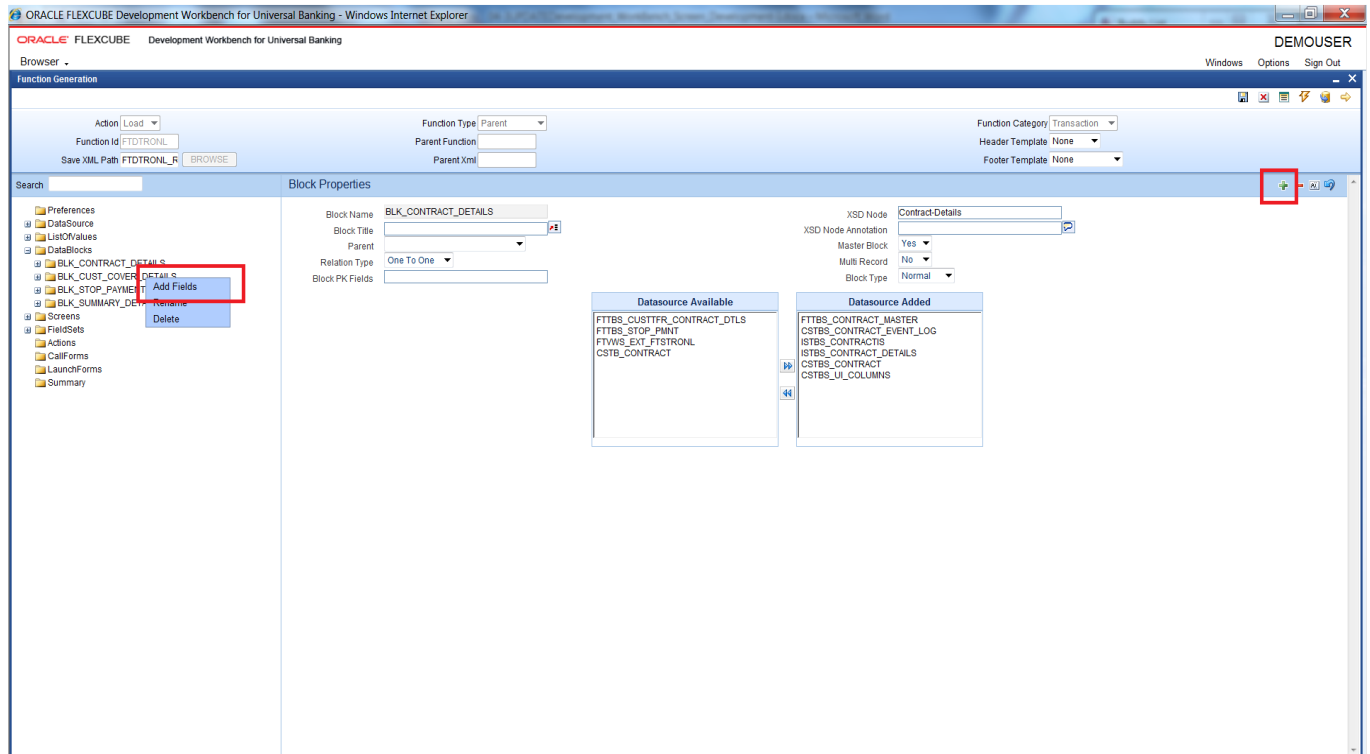 ORACLE FLEXCUBE Development Workbench for Universal Banking - Windows Internet Explorer
ORACLE FLEXCUBE Development Workbench for Universal Banking
DEMOUSER
Browser
Windows Options Sign Out
Function Generation
Action Load
Function Type Parent
Function Category Transaction
Function Id FTDTRONL
Parent Function
Header Template None
Save XML Path FTDTRONL_R BROWSE
Parent Xml
Footer Template None
Search
Block Properties
Preferences
DataSource
ListOfValues
DataBlocks
BLK_CONTRACT_DETAILS
BLK_CUST_COVER_DETAILS
BLK_STOP_PAYMENT
BLK_SUMMARY_DETA
Screens
FieldSets
Actions
CallForms
LaunchForms
Summary
Add Fields
Rename
Delete
Block Name BLK_CONTRACT_DETAILS
Block Title
Parent
Relation Type One To One
Block PK Fields
XSD Node Contract-Details
XSD Node Annotation
Master Block Yes
Multi Record No
Block Type Normal
Datasource Available
FTTBS_CUSTTFR_CONTRACT_DTLS
FTTBS_STOP_PMNT
FTVWS_EXT_FTSTRONL
CSTB_CONTRACT
Datasource Added
FTTBS_CONTRACT_MASTER
CSTBS_CONTRACT_EVENT_LOG
ISTBS_CONTRACTIS
ISTBS_CONTRACT_DETAILS
CSTBS_CONTRACT
CSTBS_UI_COLUMNS